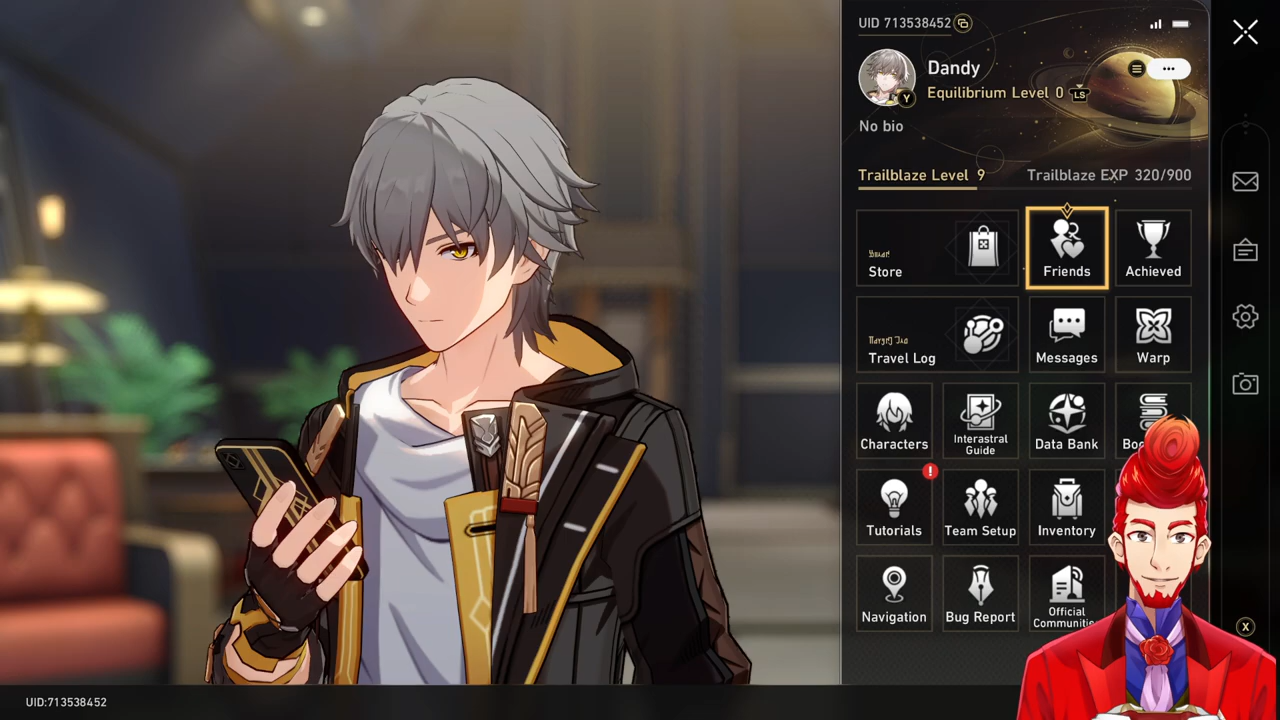 UID 713538452
Dandy
Equilibrium Level 0
LS
Y
No bio
Trailblaze Level 9
Trailblaze EXP 320/900
Store
Friends
Achieved
Travel Log
Messages
Warp
Characters
Interastral
Guide
Data Bank
Tutorials
Team Setup
Inventory
Navigation
Bug Report
Official
X
UID:713538452